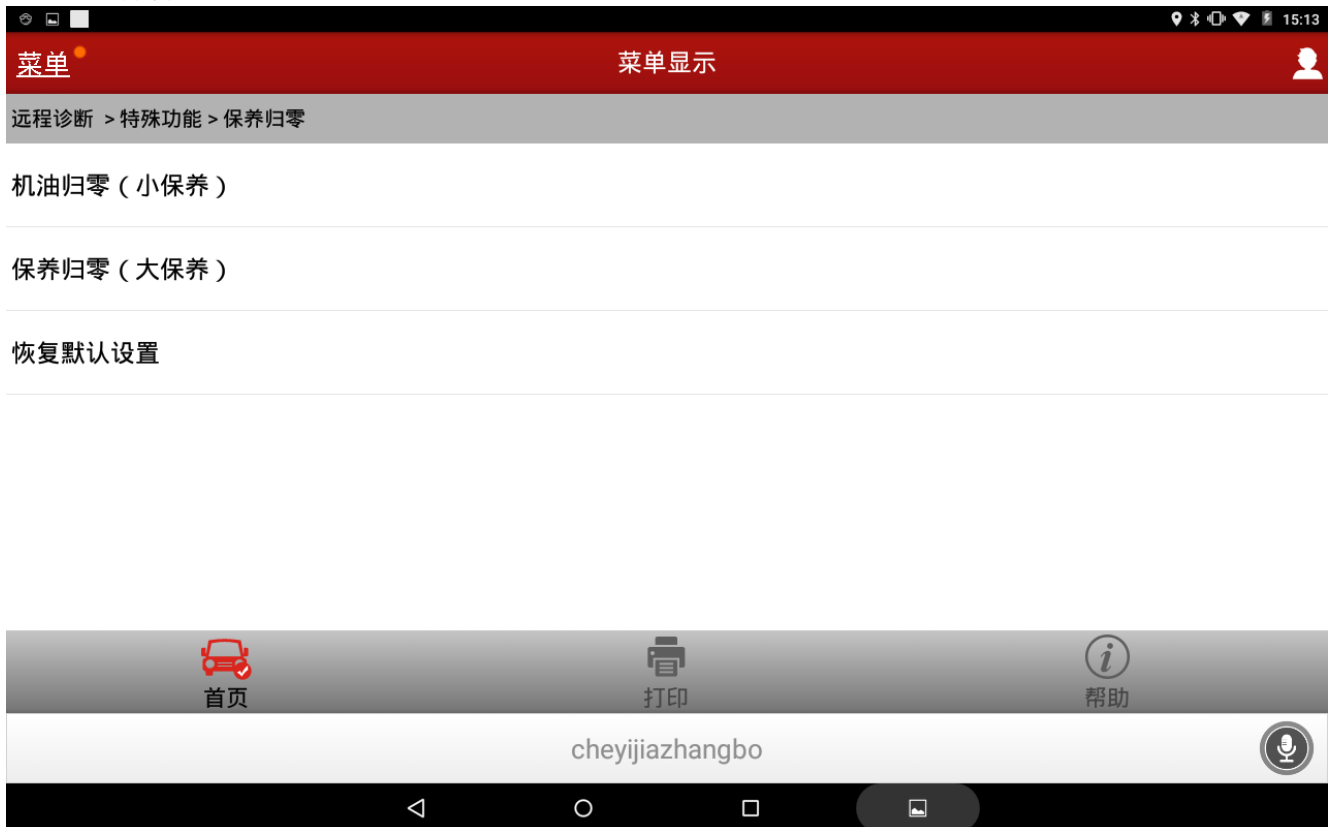 15:13
菜单
菜单显示
远程诊断 >特殊功能>保养归零
机油归零（小保养）
保养归零（大保养）
恢复默认设置
首页
打印
帮助
cheyijiazhangbo